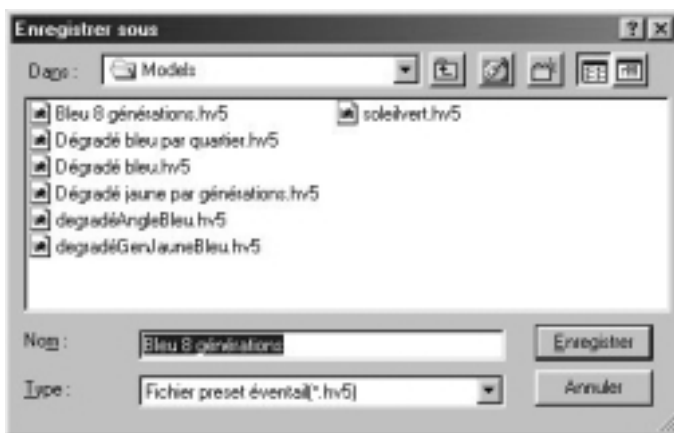 Enregistrer sous
Dans : Models
Bleu 8 générations.hv5
Dégradé bleu par quartier.hv5
Dégradé bleu.hv5
Dégradé jaune par générations.hv5
degradéAngleBleu.hv5
degradéGenJauneBleu.hv5
soleilvert.hv5
Nom : Bleu 8 générations Enregistrer
Type : Fichier preset éventail(*.hv5) Annuler